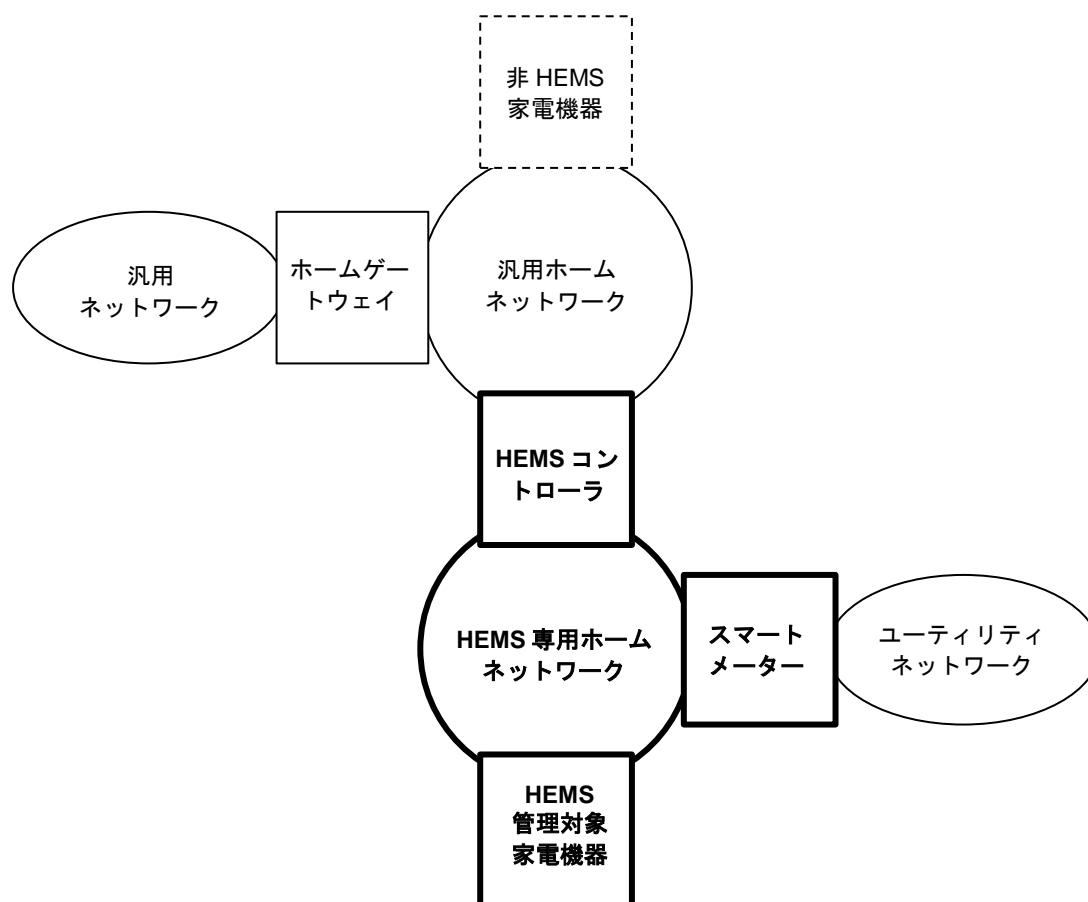 非 HEMS
家電機器
汎用
ネットワーク
ホームゲー
トウェイ
汎用ホーム
ネットワーク
HEMS コン
トローラ
HEMS 専用ホーム
ネットワーク
スマート
メーター
ユーティリティ
ネットワーク
HEMS
管理対象
家電機器